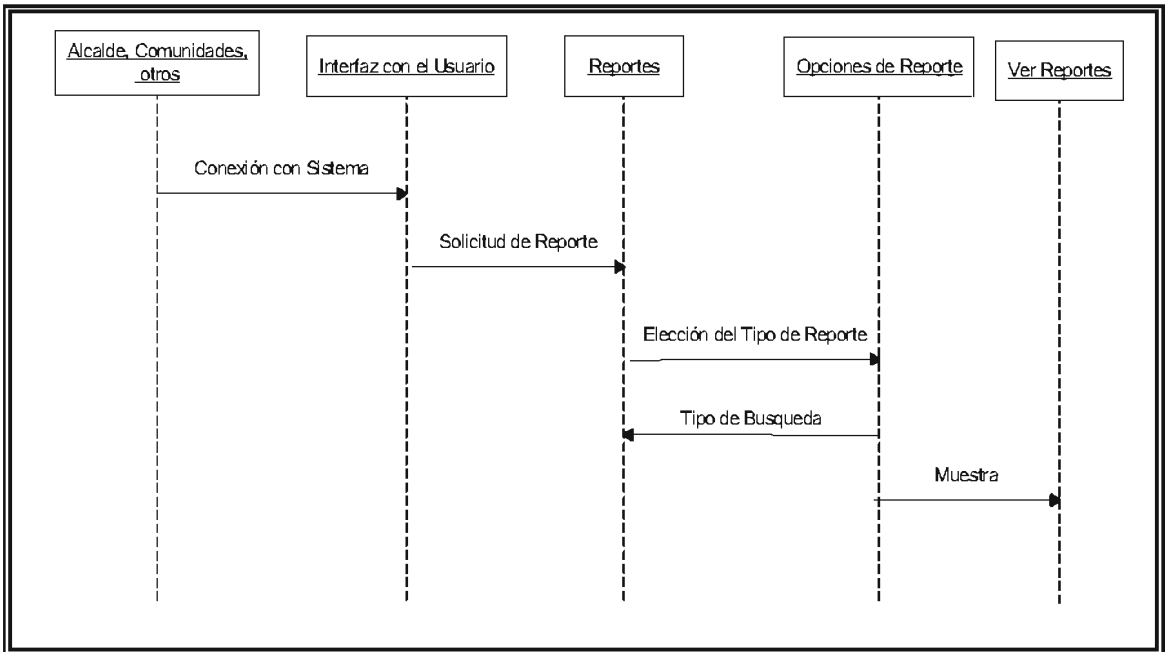 Alcalde, Comunidades,
otros
Interfaz con el Usuario
Reportes
Opciones de Reporte
Ver Reportes
Conexión con Sistema
Solicitud de Reporte
Elección del Tipo de Reporte
Tipo de Busqueda
Muestra